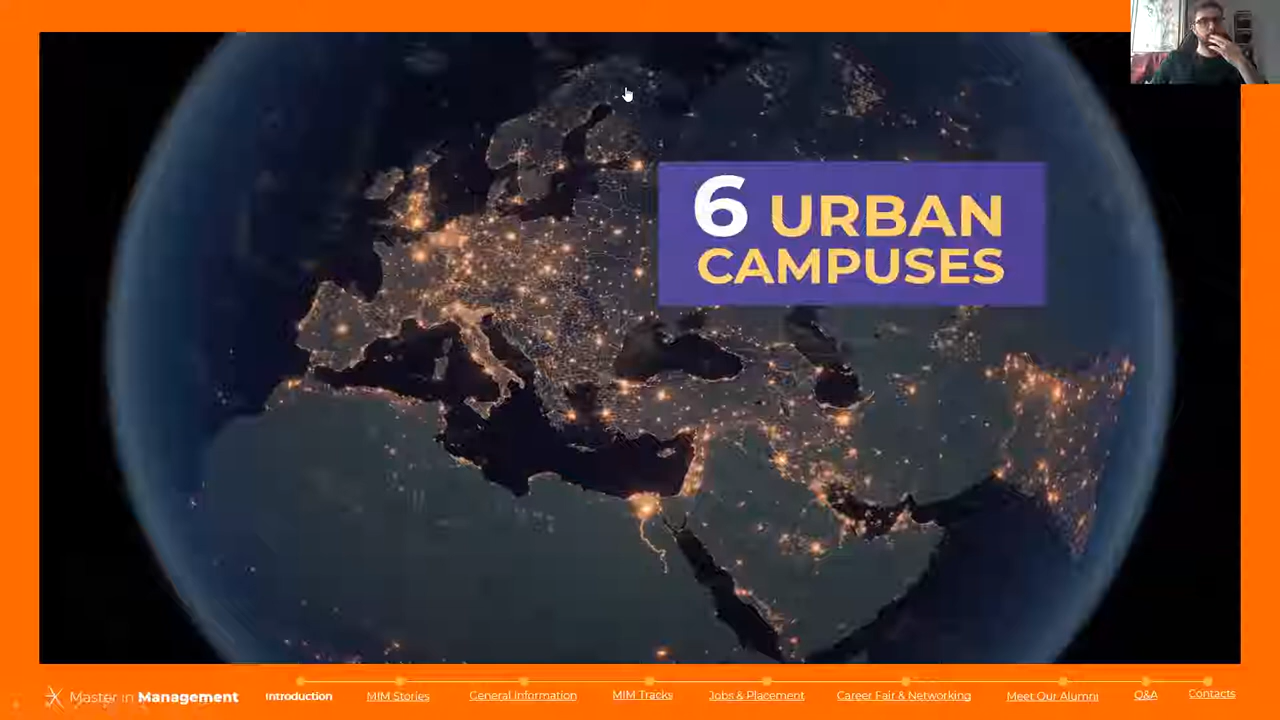 6 URBAN
CAMPUSES
Master in Management
Introduction
MIM Stories
General Information
MIM Tracks
Jobs & Placement
Career Fair & Networking
Meet Our Alumni
Q&A
Contacts